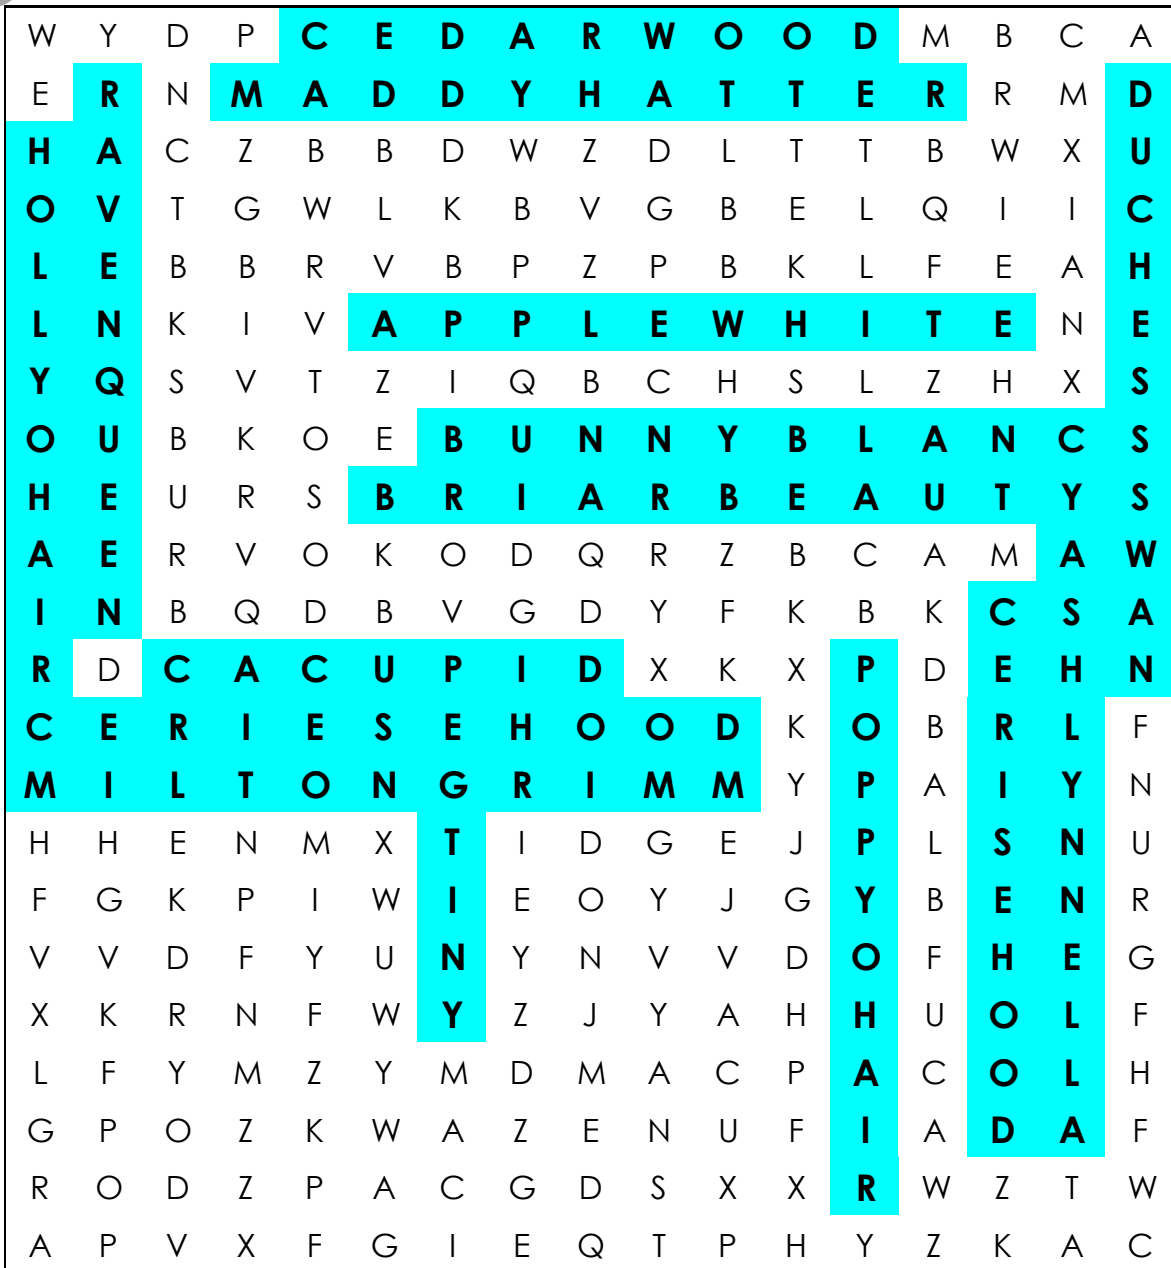 W Y D P C E D A R W O O D M B C A
E R N M A D D Y H A T T E R R M D
H A C Z B B D W Z D L T T B W X U
O V T G W L K B V G B E L Q I I C
L E B B R V B P Z P B K L F E A H
L N K I V A P P L E W H I T E N E
Y Q S V T Z I Q B C H S L Z H X S
O U B K O E B U N N Y B L A N C S
H E U R S B R I A R B E A U T Y S
A E R V O K O D Q R Z B C A M A W
I N B Q D B V G D Y F K B K C S A
R D C A C U P I D X K X P D E H N
C E R I E S E H O O D K O B R L F
M I L T O N G R I M M Y P A I Y N
H H E N M X T I D G E J P L S N U
F G K P I W I E O Y J G Y B E N R
V V D F Y U N Y N V V D O F H E G
X K R N F W Y Z J Y A H H U O L F
L F Y M Z Y M D M A C P A C O L H
G P O Z K W A Z E N U F I A D A F
R O D Z P A C G D S X X R W Z T W
A P V X F G I E Q T P H Y Z K A C